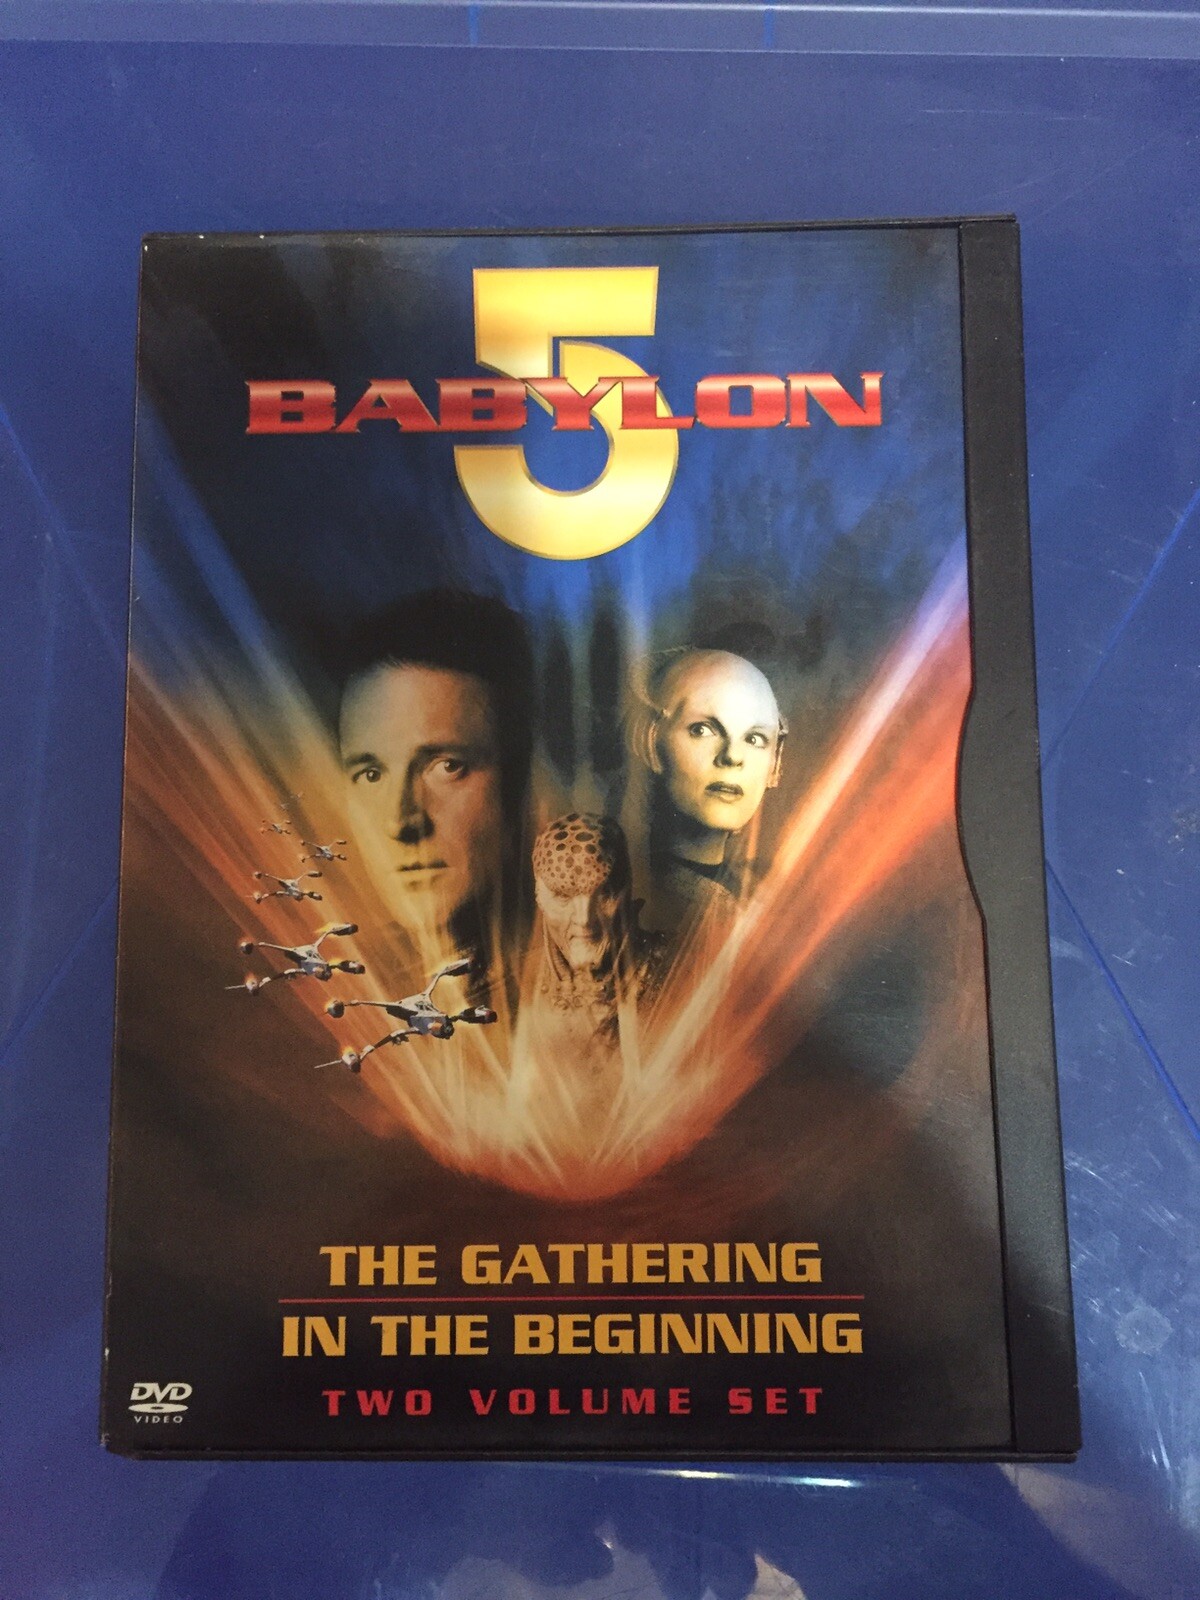 5
BABYLON
THE GATHERING
IN THE BEGINNING
TWO VOLUME SET
DVD
VIDEO